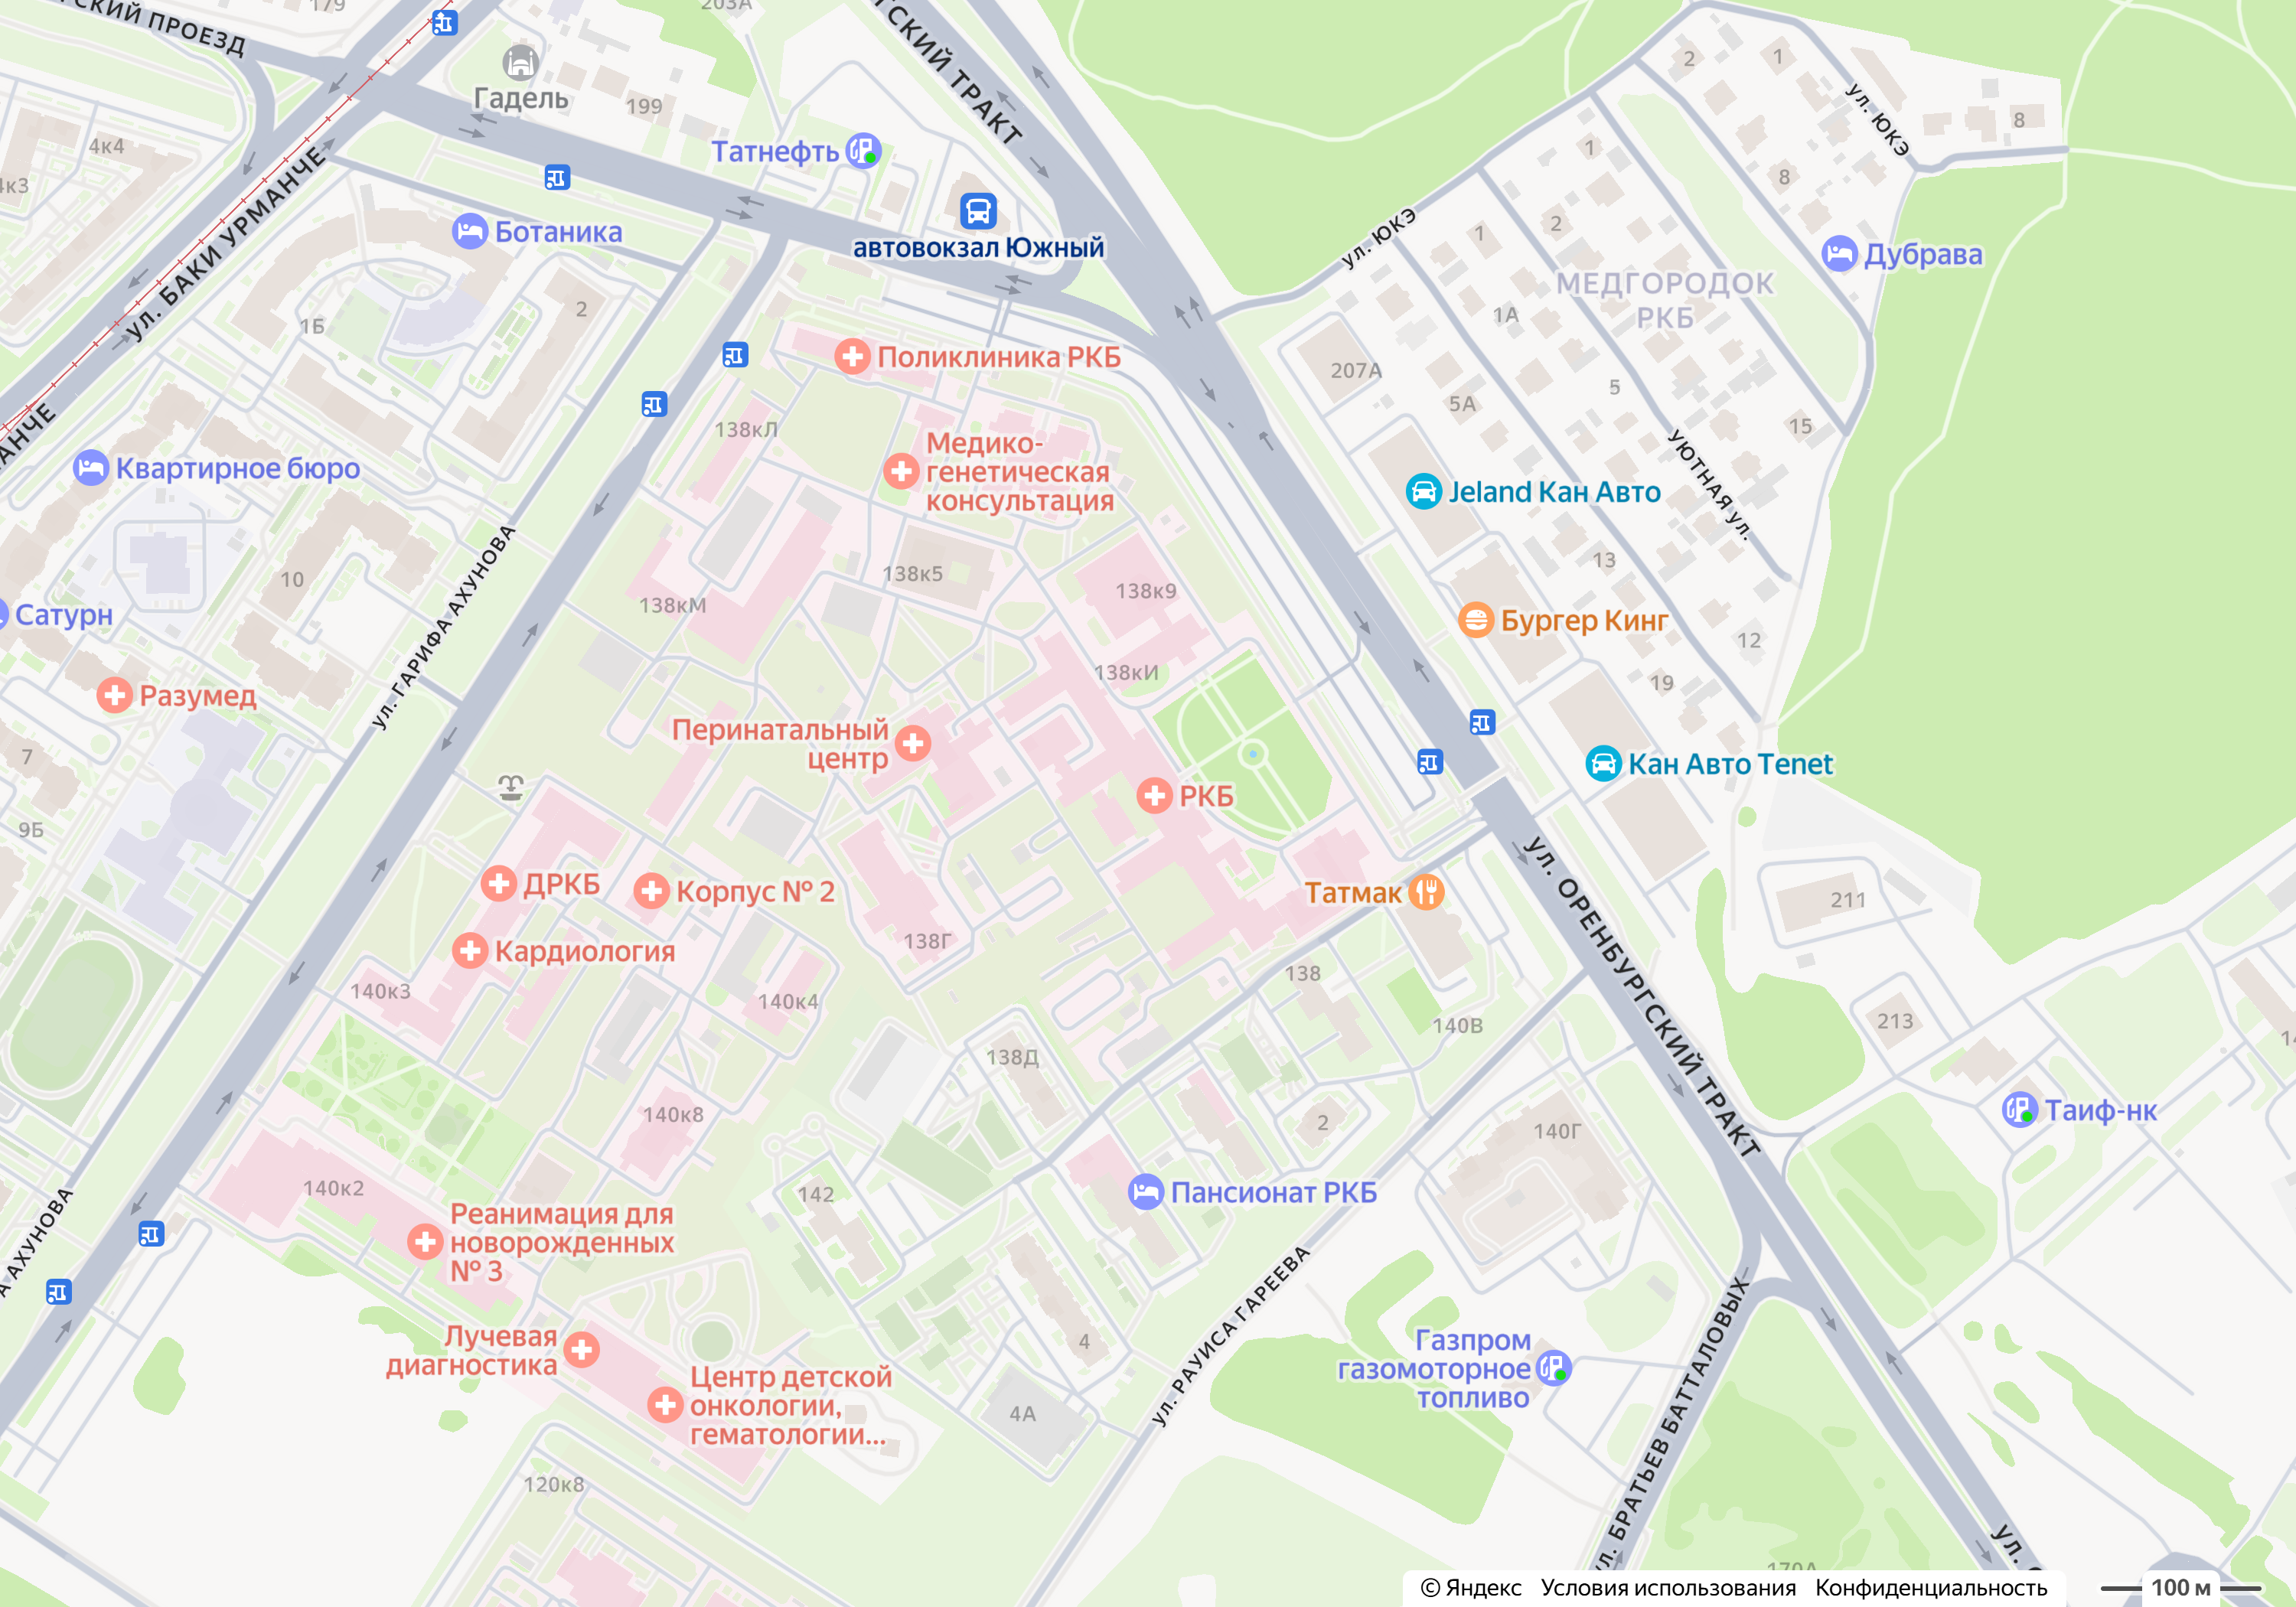 179
203А
СКИЙ ПРОЕЗД
ТСКИЙ ТРАКТ
2
1
ул. ЮКЭ
8
Гадель
199
4к4
Татнефть
1
8
4к3
ул. БАКИ УРМАНЧЕ
Ботаника
автовокзал Южный
ул. ЮКЭ
1
2
Дубрава
МЕДГОРОДОК
РКБ
1Б
2
1А
Поликлиника РКБ
207А
5
АНЧЕ
138кЛ
5А
15
Медико-
генетическая
консультация
Квартирное бюро
Jeland Кан Авто
УЮТНАЯ ул.
10
ул. ГАРИФА АХУНОВА
138к5
138к9
13
138кМ
Сатурн
Бургер Кинг
12
138кИ
19
Разумед
Перинатальный
центр
7
РКБ
Кан Авто Tenet
9Б
ул. ОРЕНБУРГСКИЙ ТРАКТ
ДРКБ
Корпус № 2
Татмак
211
138Г
Кардиология
138
140к3
140к4
140В
213
138Д
140к8
2
140Г
Таиф-нк
140к2
142
Пансионат РКБ
А АХУНОВА
Реанимация для
новорожденных
№ 3
ул. РАУИСА ГАРЕЕВА
4
Лучевая
диагностика
Газпром
газомоторное
топливо
Центр детской
онкологии,
гематологии...
4А
ул. БРАТЬЕВ БАТТАЛОВЫХ
120к8
170А
© Яндекс Условия использования Конфиденциальность
100 м